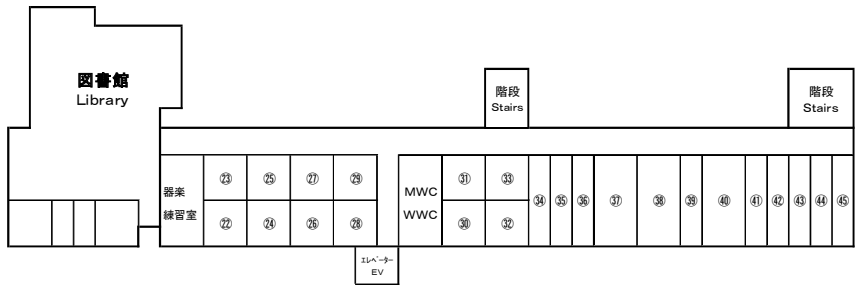 図書館
Library
階段
Stairs
階段
Stairs
器楽
練習室
㉓
㉕
㉗
㉙
㉒
㉔
㉖
㉘
MWC
WWC
㉛
㉝
㉚
㉜
㉞
㉟
㊱
㊲
㊳
㊴
㊵
㊶
㊷
㊸
㊹
㊺
エレベーター
EV